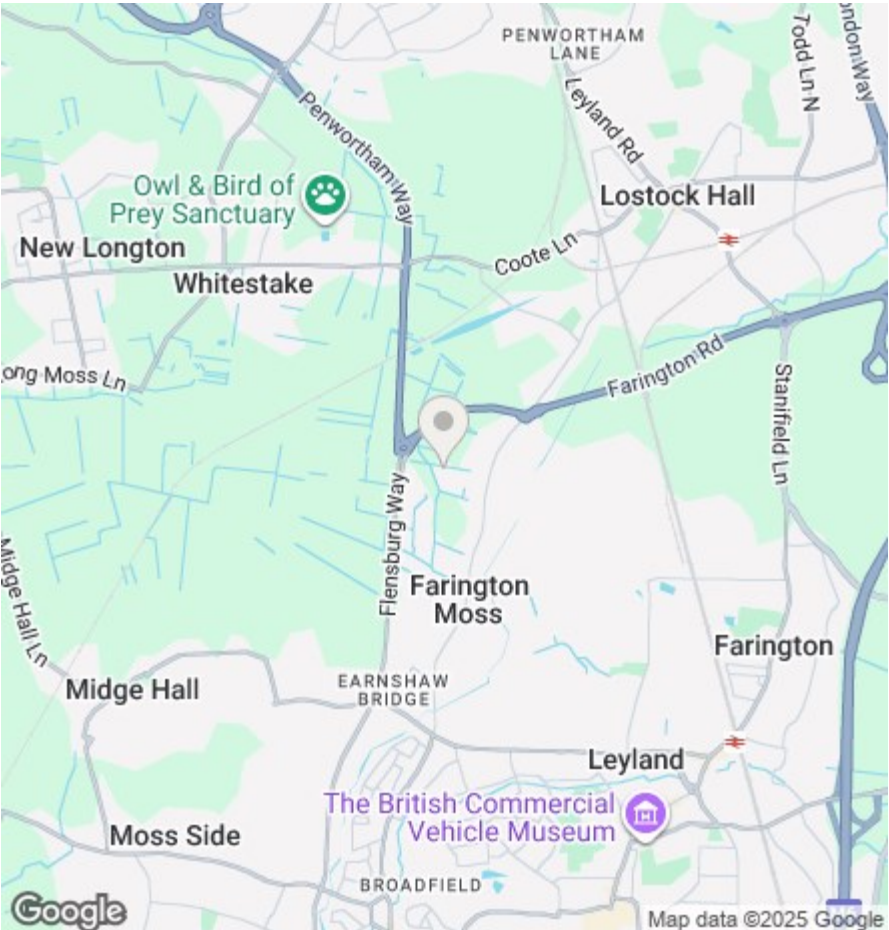 PENWORTHAM
LANE
Todd Ln N
ondon Way
Leyland Rd
Penwortham Way
Owl & Bird of
Prey Sanctuary
Lostock Hall
New Longton
Coote Ln
Whitestake
ong Moss Ln
Farington Rd
Stanifield Ln
Flensburg Way
Midge Hall Ln
Farington
Moss
Farington
EARNSHAW
BRIDGE
Midge Hall
Leyland
The British Commercial
Vehicle Museum
Moss Side
BROADFIELD
Google
Map data ©2025 Google